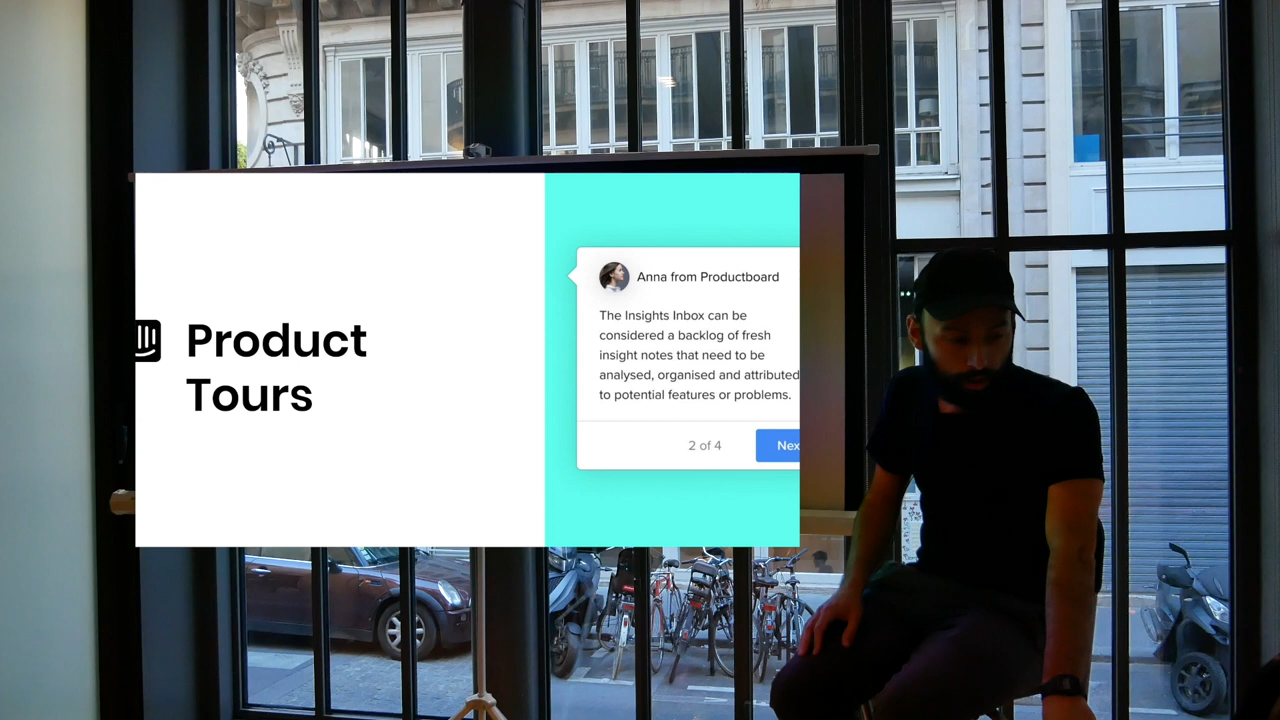 Product
Tours
Anna from Productboard
The Insights Inbox can be
considered a backlog of fresh
insight notes that need to be
analysed, organised and attributed
to potential features or problems.
2 of 4
Nex